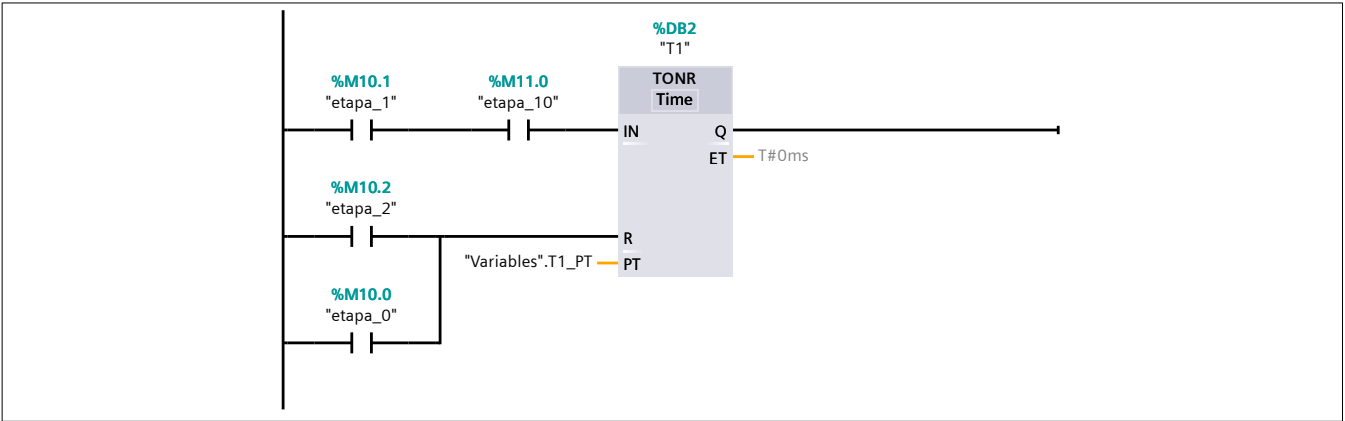 %DB2
"T1"
%M10.1
"etapa_1"
%M11.0
"etapa_10"
TONR
Time
IN
Q
ET
T#0ms
%M10.2
"etapa_2"
R
"Variables".T1_PT
PT
%M10.0
"etapa_0"